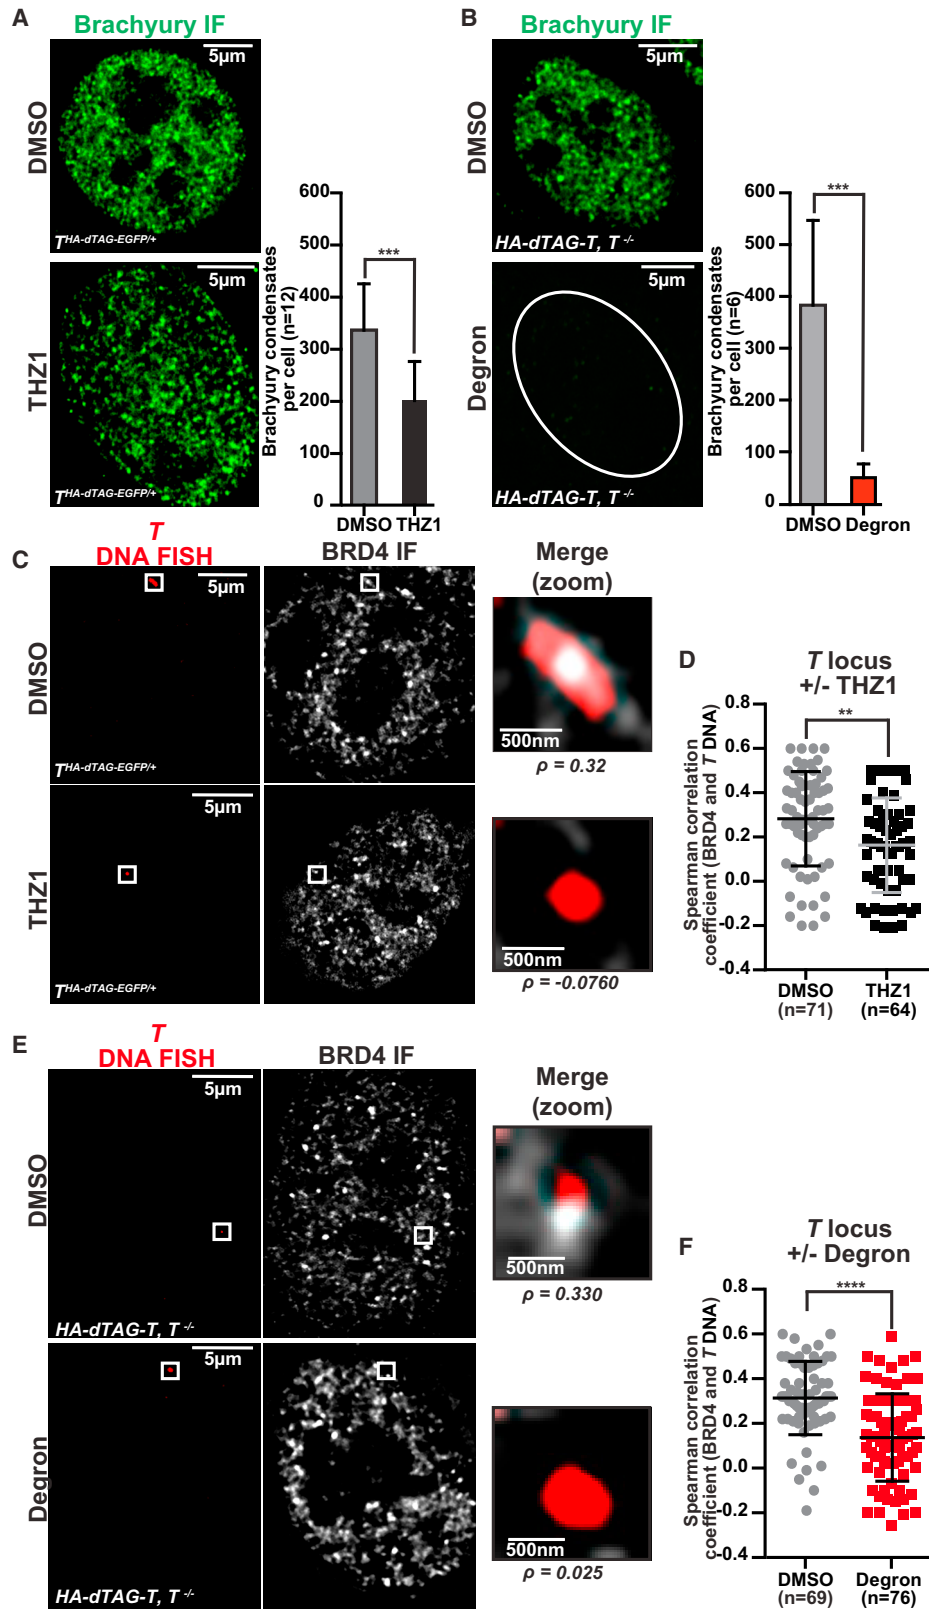 A
Brachyury IF
DMSO
5µm
T^HA-dTAG-EGFP/+
THZ1
5µm
T^HA-dTAG-EGFP/+
Brachyury condensates
per cell (n=12)
600
500
400
300
200
100
0
***
DMSO THZ1
B
Brachyury IF
DMSO
5µm
HA-dTAG-T, T -/-
Degron
5µm
HA-dTAG-T, T -/-
Brachyury condensates
per cell (n=6)
600
500
400
300
200
100
0
***
DMSO Degron
C
T
DNA FISH
BRD4 IF
Merge
(zoom)
DMSO
5µm
T^HA-dTAG-EGFP/+
500nm
ρ = 0.32
THZ1
5µm
T^HA-dTAG-EGFP/+
500nm
ρ = -0.0760
D
T locus
+/- THZ1
Spearman correlation
coefficient (BRD4 and T DNA)
0.8
0.6
0.4
0.2
0.0
-0.2
-0.4
**
DMSO THZ1
(n=71) (n=64)
E
T
DNA FISH
BRD4 IF
Merge
(zoom)
DMSO
5µm
HA-dTAG-T, T -/-
500nm
ρ = 0.330
Degron
5µm
HA-dTAG-T, T -/-
500nm
ρ = 0.025
F
T locus
+/- Degron
Spearman correlation
coefficient (BRD4 and T DNA)
0.8
0.6
0.4
0.2
0.0
-0.2
-0.4
****
DMSO Degron
(n=69) (n=76)